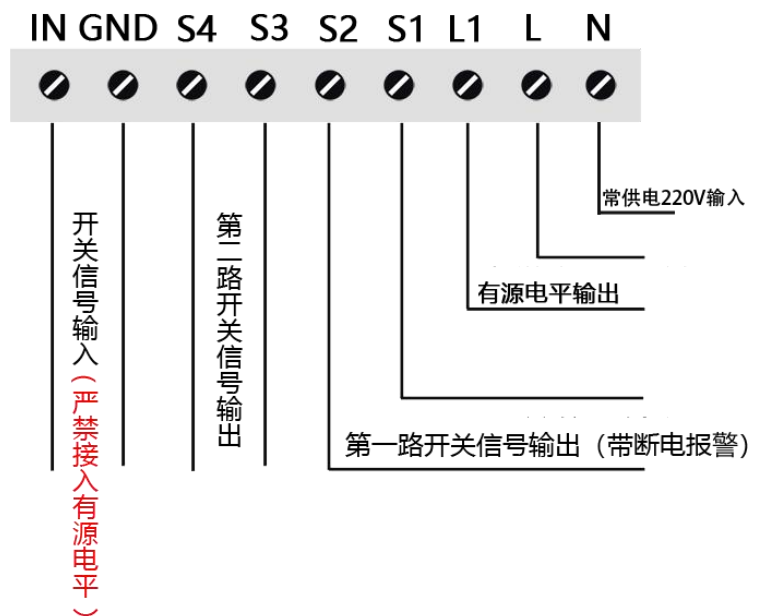 IN GND S4 S3 S2 S1 L1 L N
常供电220V输入
有源电平输出
第一路开关信号输出（带断电报警）
第二路开关信号输出
开关信号输入（严禁接入有源电平）